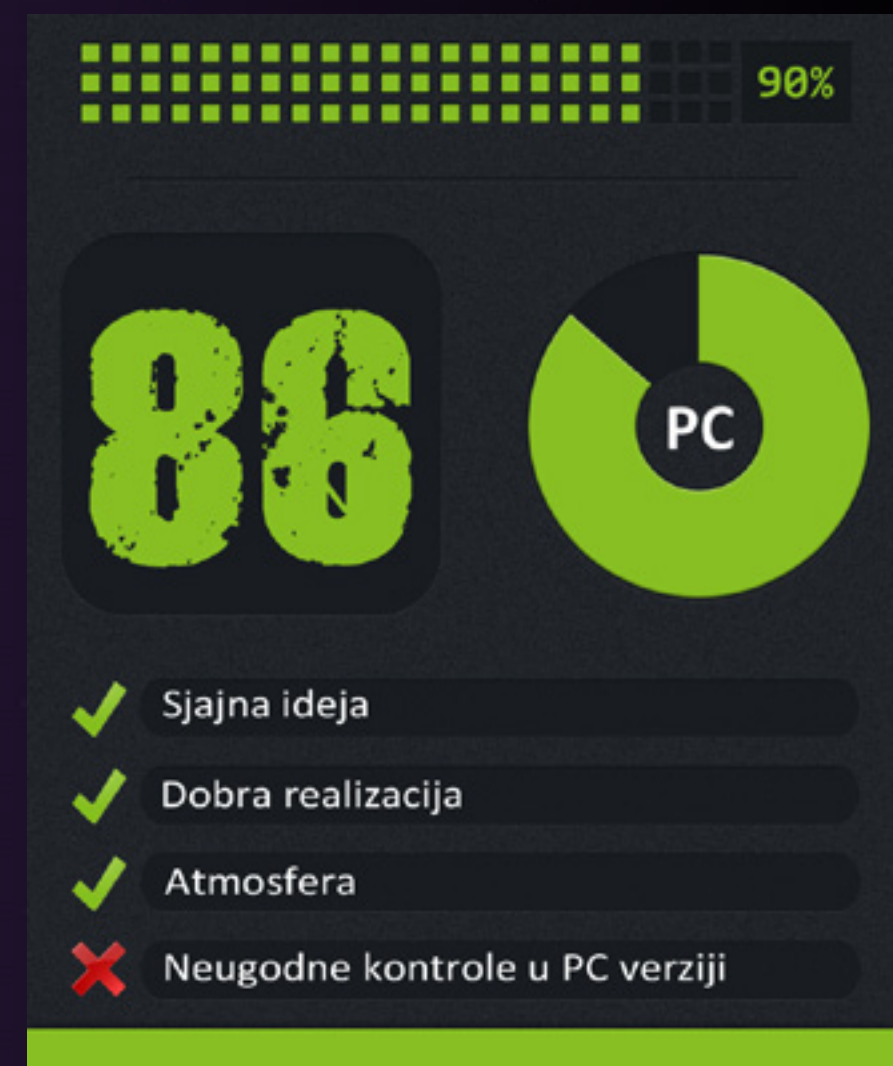 90%
86
PC
Sjajna ideja
Dobra realizacija
Atmosfera
Neugodne kontrole u PC verziji